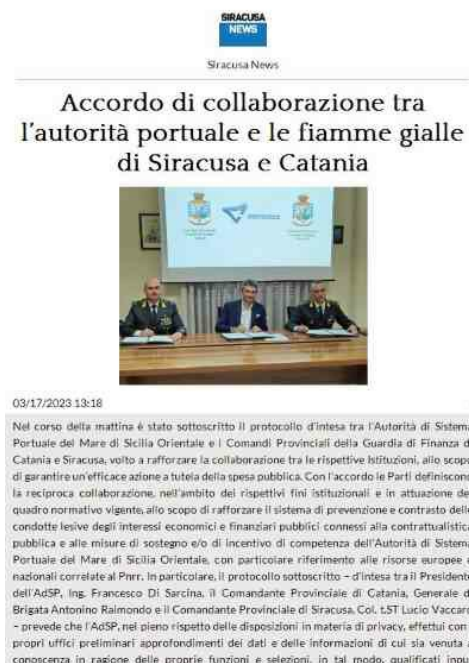 SIRACUSA
NEWS
Siracusa News
Accordo di collaborazione tra
l'autorità portuale e le fiamme gialle
di Siracusa e Catania
03/17/2023 13:18
Nel corso della mattina è stato sottoscritto il protocollo d'intesa tra l'Autorità di Sistema
Portuale del Mare di Sicilia Orientale e i Comandi Provinciali della Guardia di Finanza d
Catania e Siracusa, volto a rafforzare la collaborazione tra le rispettive Istituzioni, allo scopo
di garantire un'efficace azione a tutela della spesa pubblica. Con l'accordo le Parti definiscono
la reciproca collaborazione, nell'ambito dei rispettivi fini istituzionali e in attuazione de
quadro normativo vigente, allo scopo di rafforzare il sistema di prevenzione e contrasto delle
condotte lesive degli interessi economici e finanziari pubblici connessi alla contrattualistica
pubblica e alle misure di sostegno e/o di incentivo di competenza dell'Autorità di Sistema
Portuale del Mare di Sicilia Orientale, con particolare riferimento alle risorse europee e
nazionali correlate al Pnrr. In particolare, il protocollo sottoscritto – d'intesa tra il Presidente
dell'AdSP, Ing. Francesco Di Sarcina, il Comandante Provinciale di Catania, Generale d
Brigata Antonino Raimondo e il Comandante Provinciale di Siracusa, Col. t.ST Lucio Vaccaro
– prevede che l'AdSP, nel pieno rispetto delle disposizioni in materia di privacy, effettui con
propri uffici preliminari approfondimenti dei dati e delle informazioni di cui sia venuta a
conoscenza in ragione delle proprie funzioni e selezioni, in tal modo, qualificati input